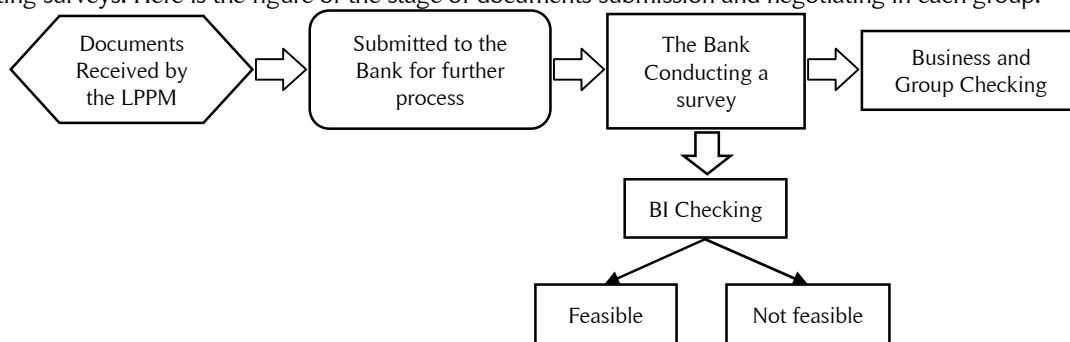 ting surveys. Here is the figure of the stage of documents submission and negotiating in each group.
Documents
Received by
the LPPM
Submitted to the
Bank for further
process
The Bank
Conducting a
survey
Business and
Group Checking
BI Checking
Feasible
Not feasible